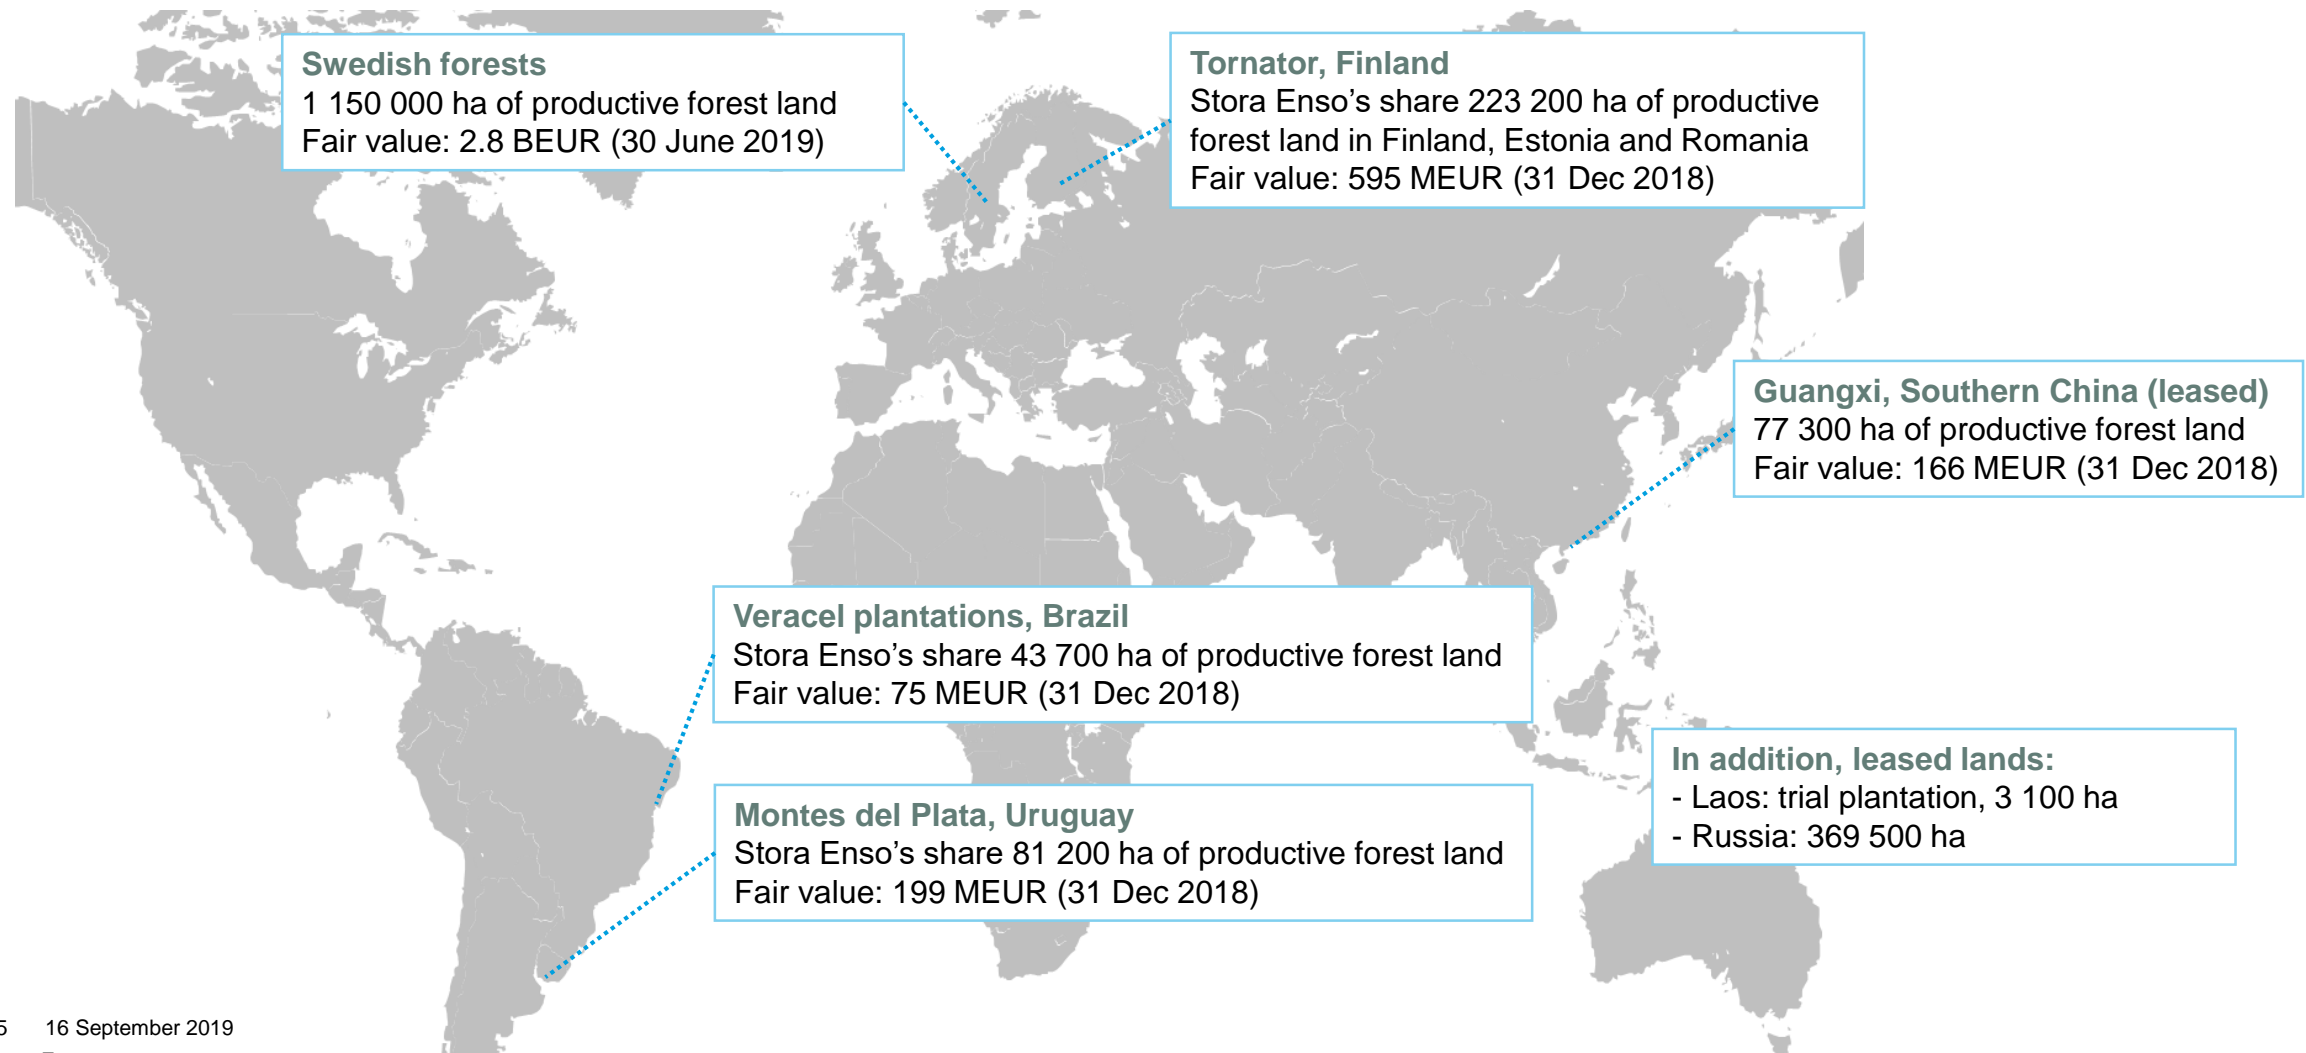 Swedish forests
1 150 000 ha of productive forest land
Fair value: 2.8 BEUR (30 June 2019)
Tornator, Finland
Stora Enso’s share 223 200 ha of productive
forest land in Finland, Estonia and Romania
Fair value: 595 MEUR (31 Dec 2018)
Guangxi, Southern China (leased)
77 300 ha of productive forest land
Fair value: 166 MEUR (31 Dec 2018)
Veracel plantations, Brazil
Stora Enso’s share 43 700 ha of productive forest land
Fair value: 75 MEUR (31 Dec 2018)
In addition, leased lands:
- Laos: trial plantation, 3 100 ha
- Russia: 369 500 ha
Montes del Plata, Uruguay
Stora Enso’s share 81 200 ha of productive forest land
Fair value: 199 MEUR (31 Dec 2018)
5 16 September 2019